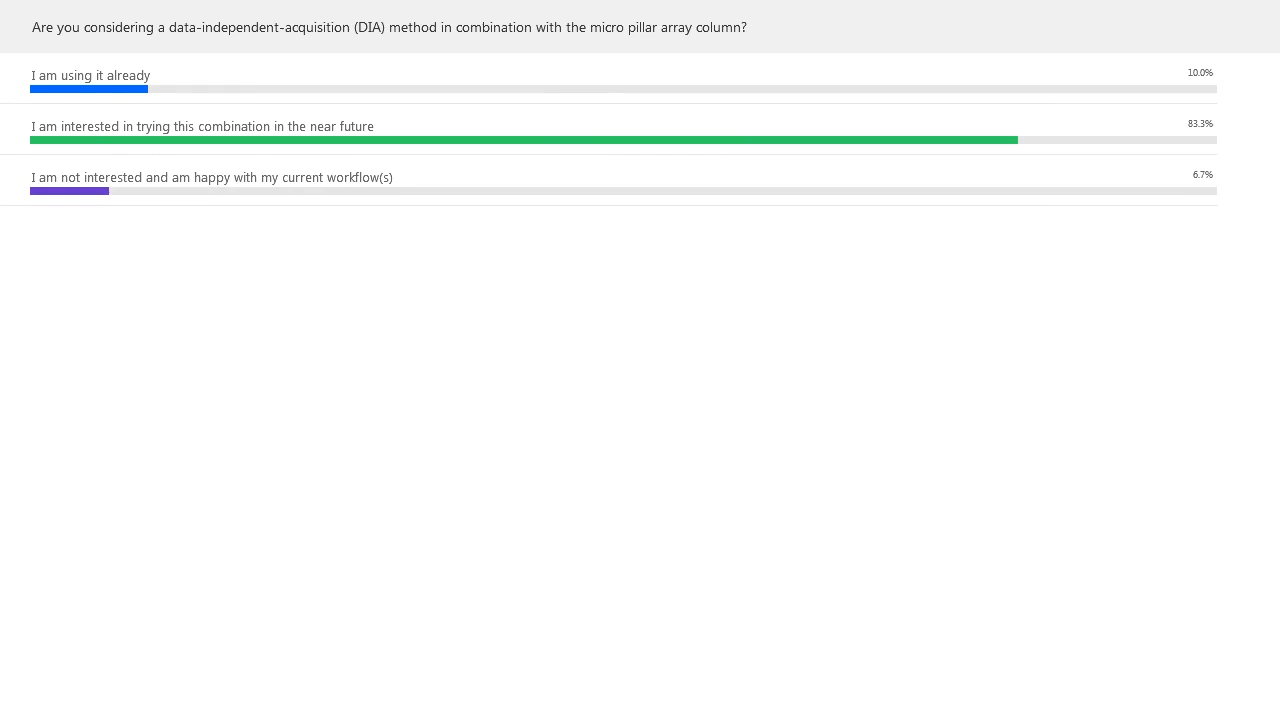 Are you considering a data-independent-acquisition (DIA) method in combination with the micro pillar array column?
I am using it already
10.0%
I am interested in trying this combination in the near future
83.3%
I am not interested and am happy with my current workflow(s)
6.7%